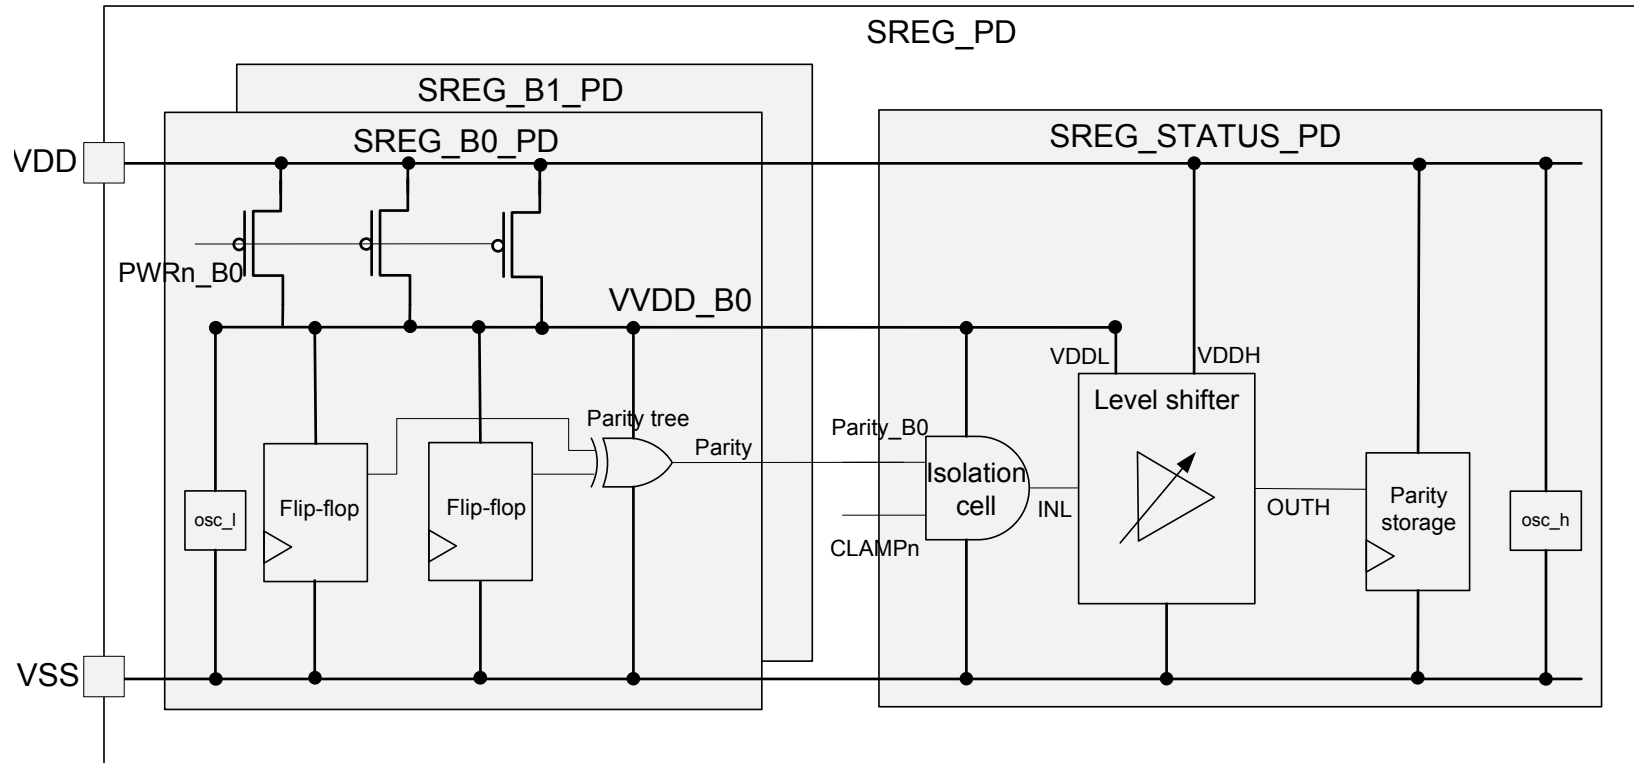 SREG_PD
SREG_B1_PD
SREG_B0_PD
SREG_STATUS_PD
VDD
PWRn_B0
VVDD_B0
VDDL
VDDH
Level shifter
Parity tree
Parity
Parity_B0
Isolation
cell
INL
OUTH
CLAMPn
osc_l
Flip-flop
Flip-flop
Parity
storage
osc_h
VSS